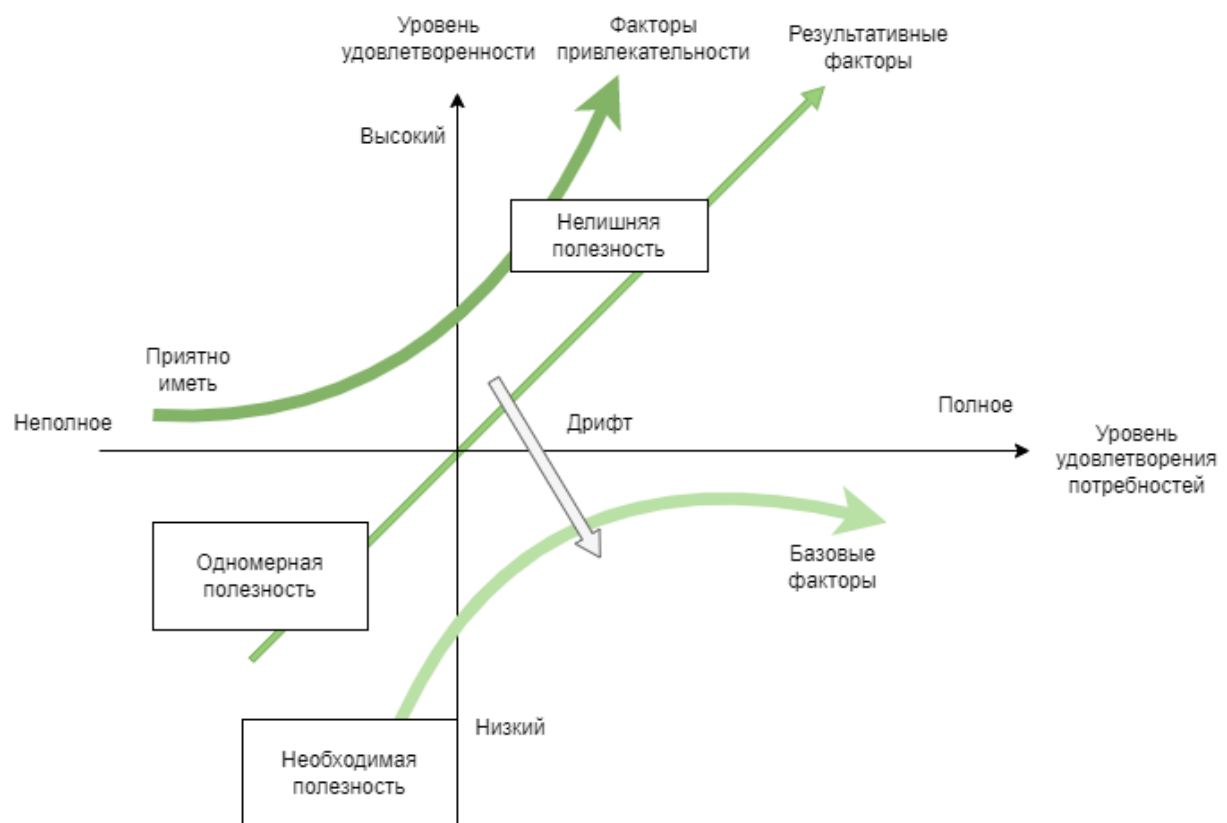 Уровень
удовлетворенности
Факторы
привлекательности
Результативные
факторы
Высокий
Нелишняя
полезность
Приятно
иметь
Неполное
Дрифт
Полное
Уровень
удовлетворения
потребностей
Одномерная
полезность
Базовые
факторы
Низкий
Необходимая
полезность